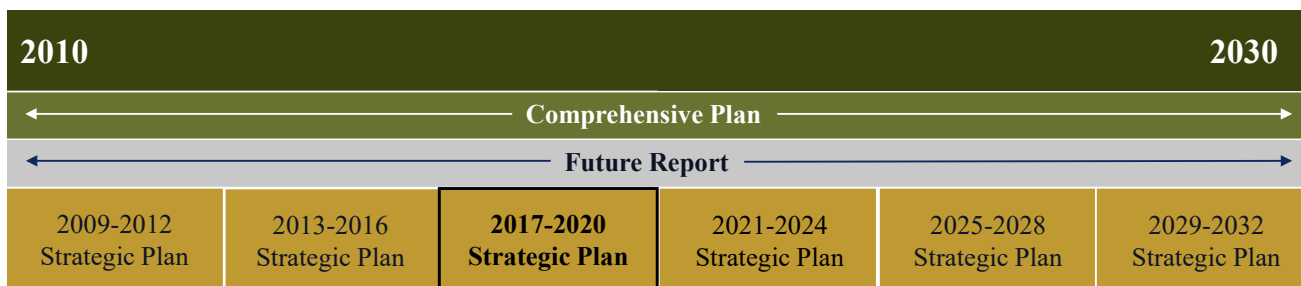 2010 2030
Comprehensive Plan
Future Report
2009-2012
Strategic Plan
2013-2016
Strategic Plan
2017-2020
Strategic Plan
2021-2024
Strategic Plan
2025-2028
Strategic Plan
2029-2032
Strategic Plan